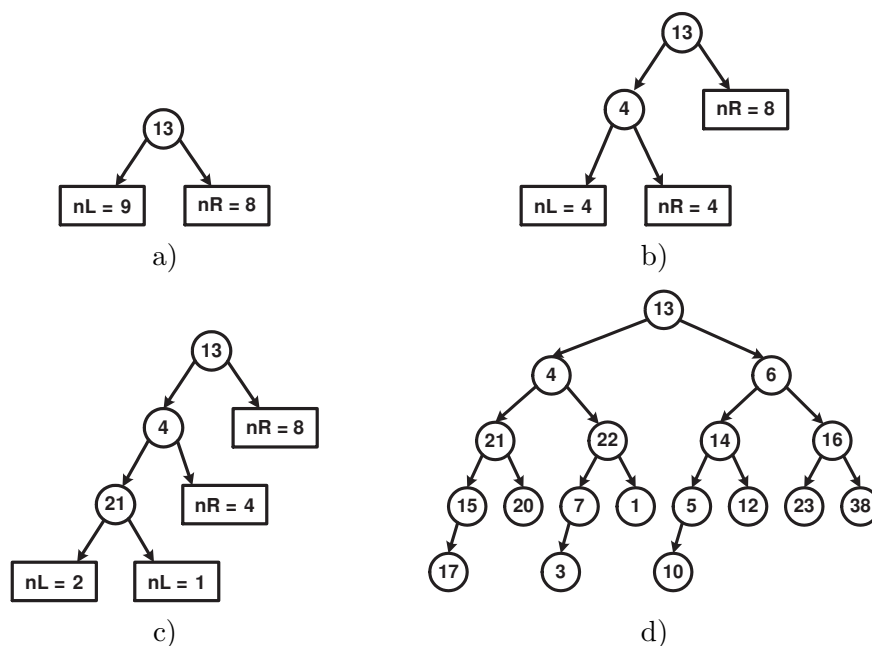 13
nL = 9
nR = 8
a)
13
4
nR = 8
nL = 4
nR = 4
b)
13
4
nR = 8
21
nR = 4
nL = 2
nL = 1
c)
13
4
6
21
22
14
16
15
20
7
1
5
12
23
38
17
3
10
d)